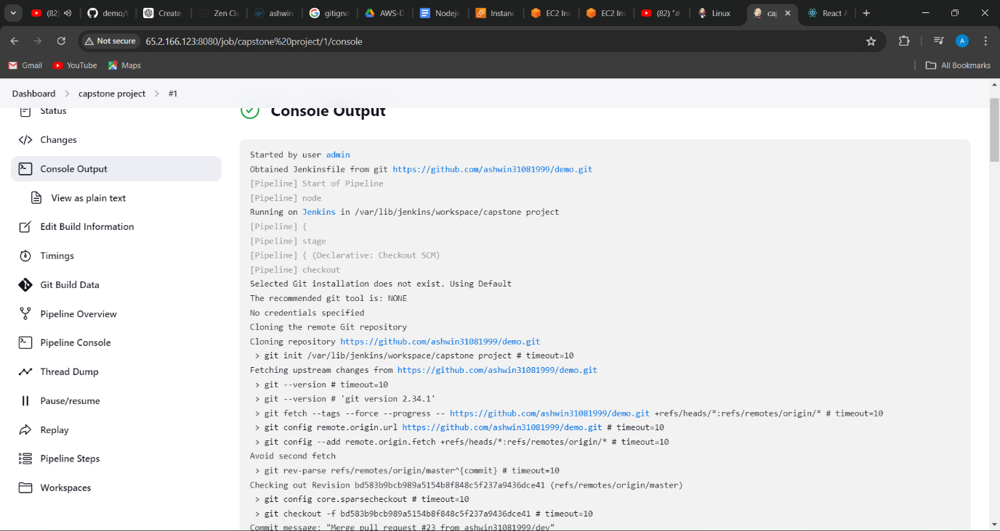 (82)
demo/
Create
Zen Cla
ashwin
gitigno
AWS-D
Nodejs
Instanc
EC2 Ins
EC2 Ins
(82)
Linux
cap
React A
Not secure
65.2.166.123:8080/job/capstone%20project/1/console
A
Gmail
YouTube
Maps
All Bookmarks
Dashboard
capstone project
#1
Status
Changes
Console Output
View as plain text
Edit Build Information
Timings
Git Build Data
Pipeline Overview
Pipeline Console
Thread Dump
Pause/resume
Replay
Pipeline Steps
Workspaces
Console Output
Started by user admin
Obtained Jenkinsfile from git https://github.com/ashwin31081999/demo.git
[Pipeline] Start of Pipeline
[Pipeline] node
Running on Jenkins in /var/lib/jenkins/workspace/capstone project
[Pipeline] {
[Pipeline] stage
[Pipeline] { (Declarative: Checkout SCM)
[Pipeline] checkout
Selected Git installation does not exist. Using Default
The recommended git tool is: NONE
No credentials specified
Cloning the remote Git repository
Cloning repository https://github.com/ashwin31081999/demo.git
> git init /var/lib/jenkins/workspace/capstone project # timeout=10
Fetching upstream changes from https://github.com/ashwin31081999/demo.git
> git --version # timeout=10
> git --version # 'git version 2.34.1'
> git fetch --tags --force --progress -- https://github.com/ashwin31081999/demo.git +refs/heads/*:refs/remotes/origin/* # timeout=10
> git config remote.origin.url https://github.com/ashwin31081999/demo.git # timeout=10
> git config --add remote.origin.fetch +refs/heads/*:refs/remotes/origin/* # timeout=10
Avoid second fetch
> git rev-parse refs/remotes/origin/master^{commit} # timeout=10
Checking out Revision bd583b9bcb989a5154b8f848c5f237a9436dce41 (refs/remotes/origin/master)
> git config core.sparsecheckout # timeout=10
> git checkout -f bd583b9bcb989a5154b8f848c5f237a9436dce41 # timeout=10
Commit message: "Merge pull request #23 from ashwin31081999/dev"